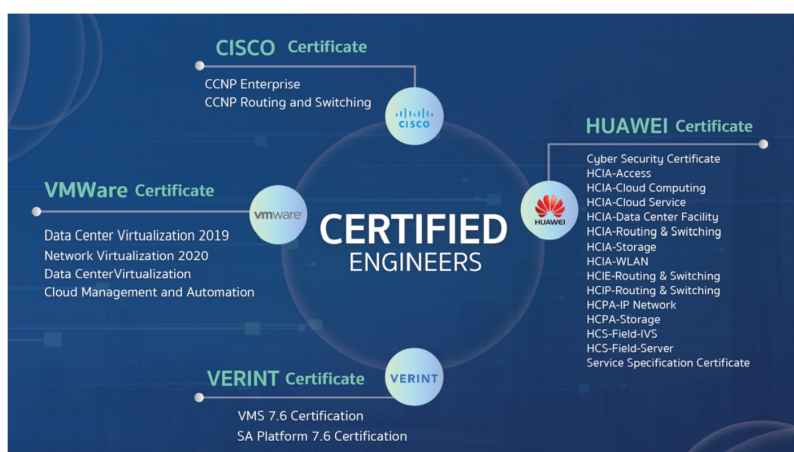 CISCO Certificate
CCNP Enterprise
CCNP Routing and Switching
CISCO
HUAWEI Certificate
Cyber Security Certificate
HCIA-Access
HCIA-Cloud Computing
HCIA-Cloud Service
HCIA-Data Center Facility
HCIA-Routing & Switching
HCIA-Storage
HCIA-WLAN
HCIE-Routing & Switching
HCIP-Routing & Switching
HCPA-IP Network
HCPA-Storage
HCS-Field-IVS
HCS-Field-Server
Service Specification Certificate
HUAWEI
VMWare Certificate
Data Center Virtualization 2019
Network Virtualization 2020
Data CenterVirtualization
Cloud Management and Automation
vmware
CERTIFIED
ENGINEERS
VERINT Certificate
VMS 7.6 Certification
SA Platform 7.6 Certification
VERINT